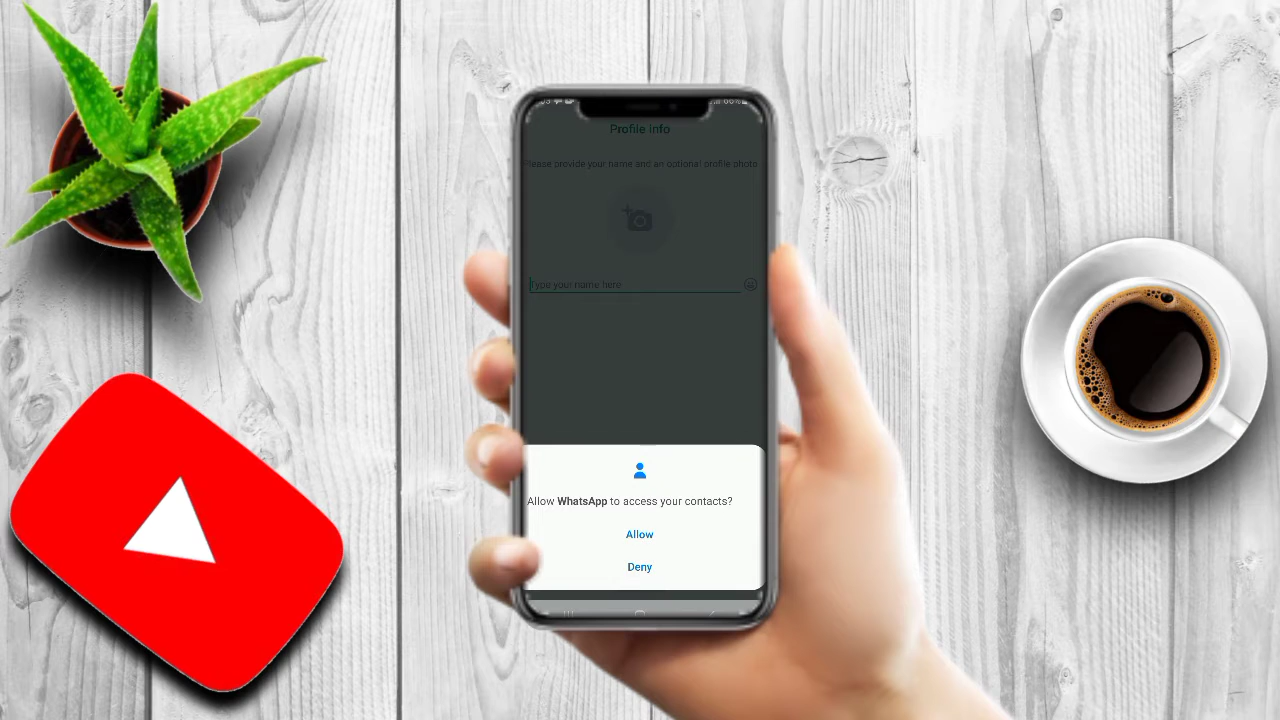 Profile info
Please provide your name and an optional profile photo
Type your name here
Allow WhatsApp to access your contacts?
Allow
Deny